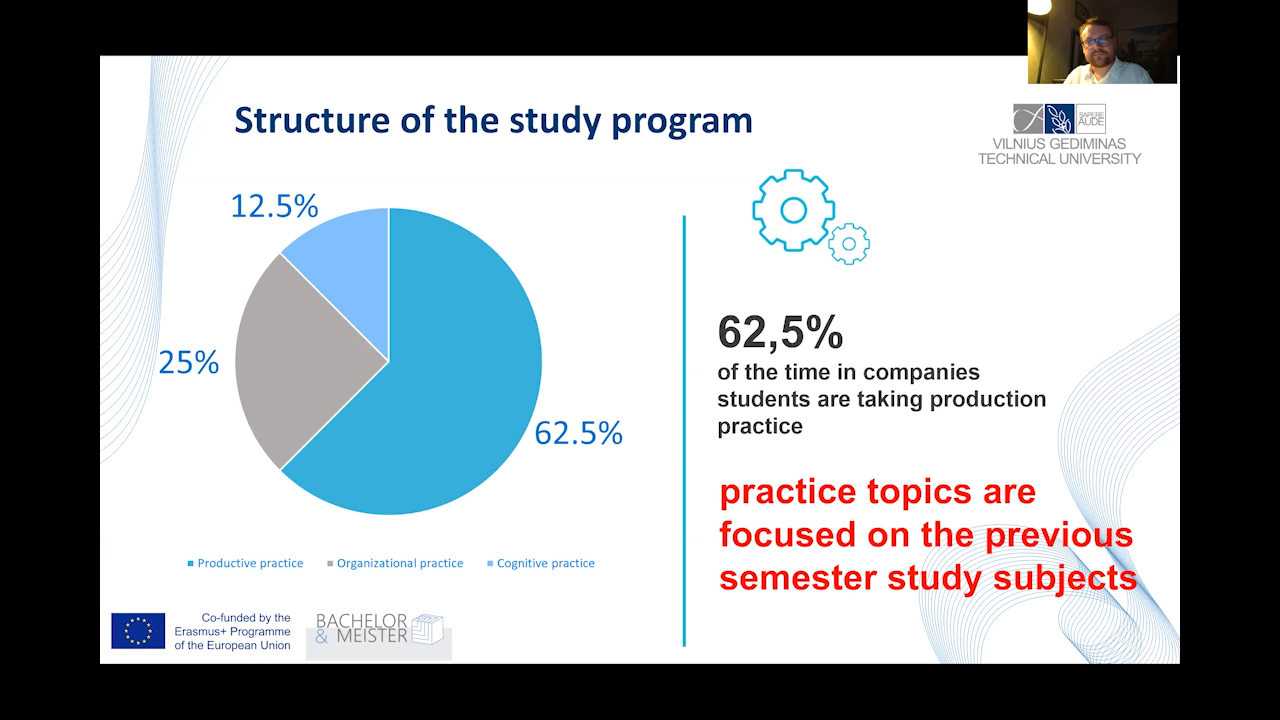 Structure of the study program
SAPERE
AUDE
VILNIUS GEDIMINAS
TECHNICAL UNIVERSITY
12.5%
25%
62.5%
Productive practice
Organizational practice
Cognitive practice
62,5%
of the time in companies
students are taking production
practice
practice topics are
focused on the previous
semester study subjects
Co-funded by the
Erasmus+ Programme
of the European Union
BACHELOR
& MEISTER